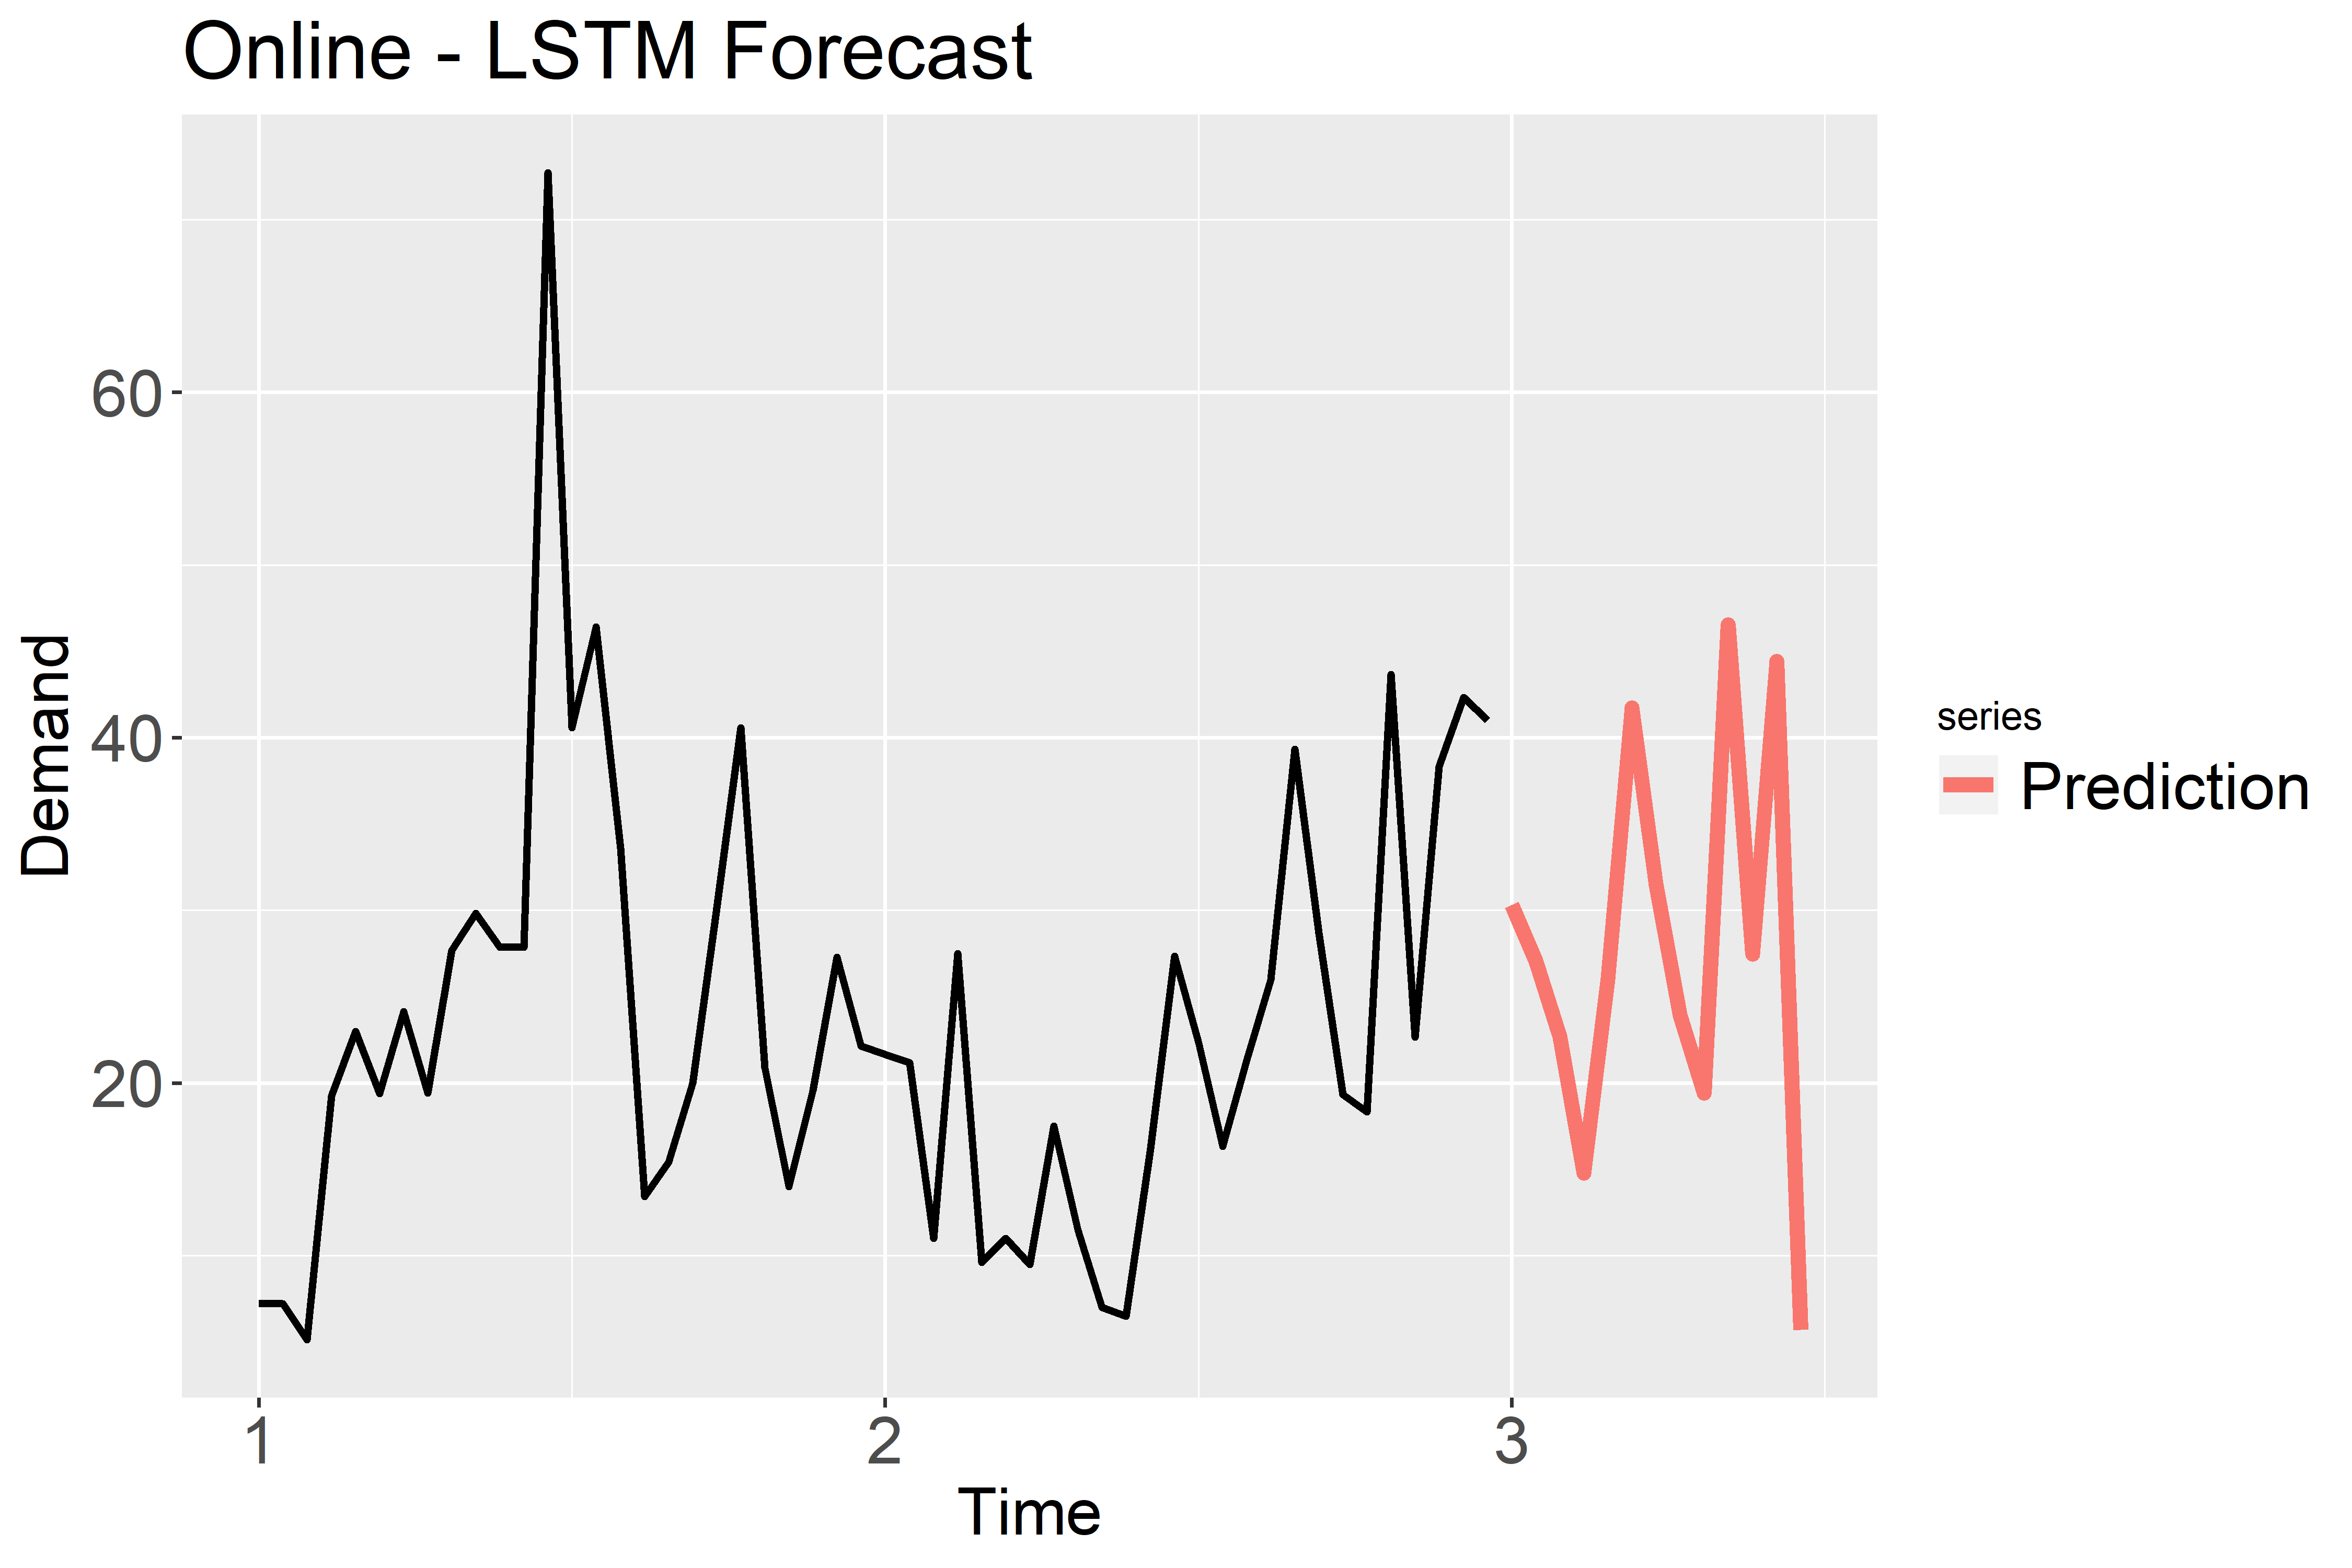 Online - LSTM Forecast
Demand
60
40
20
1
2
3
Time
series
Prediction